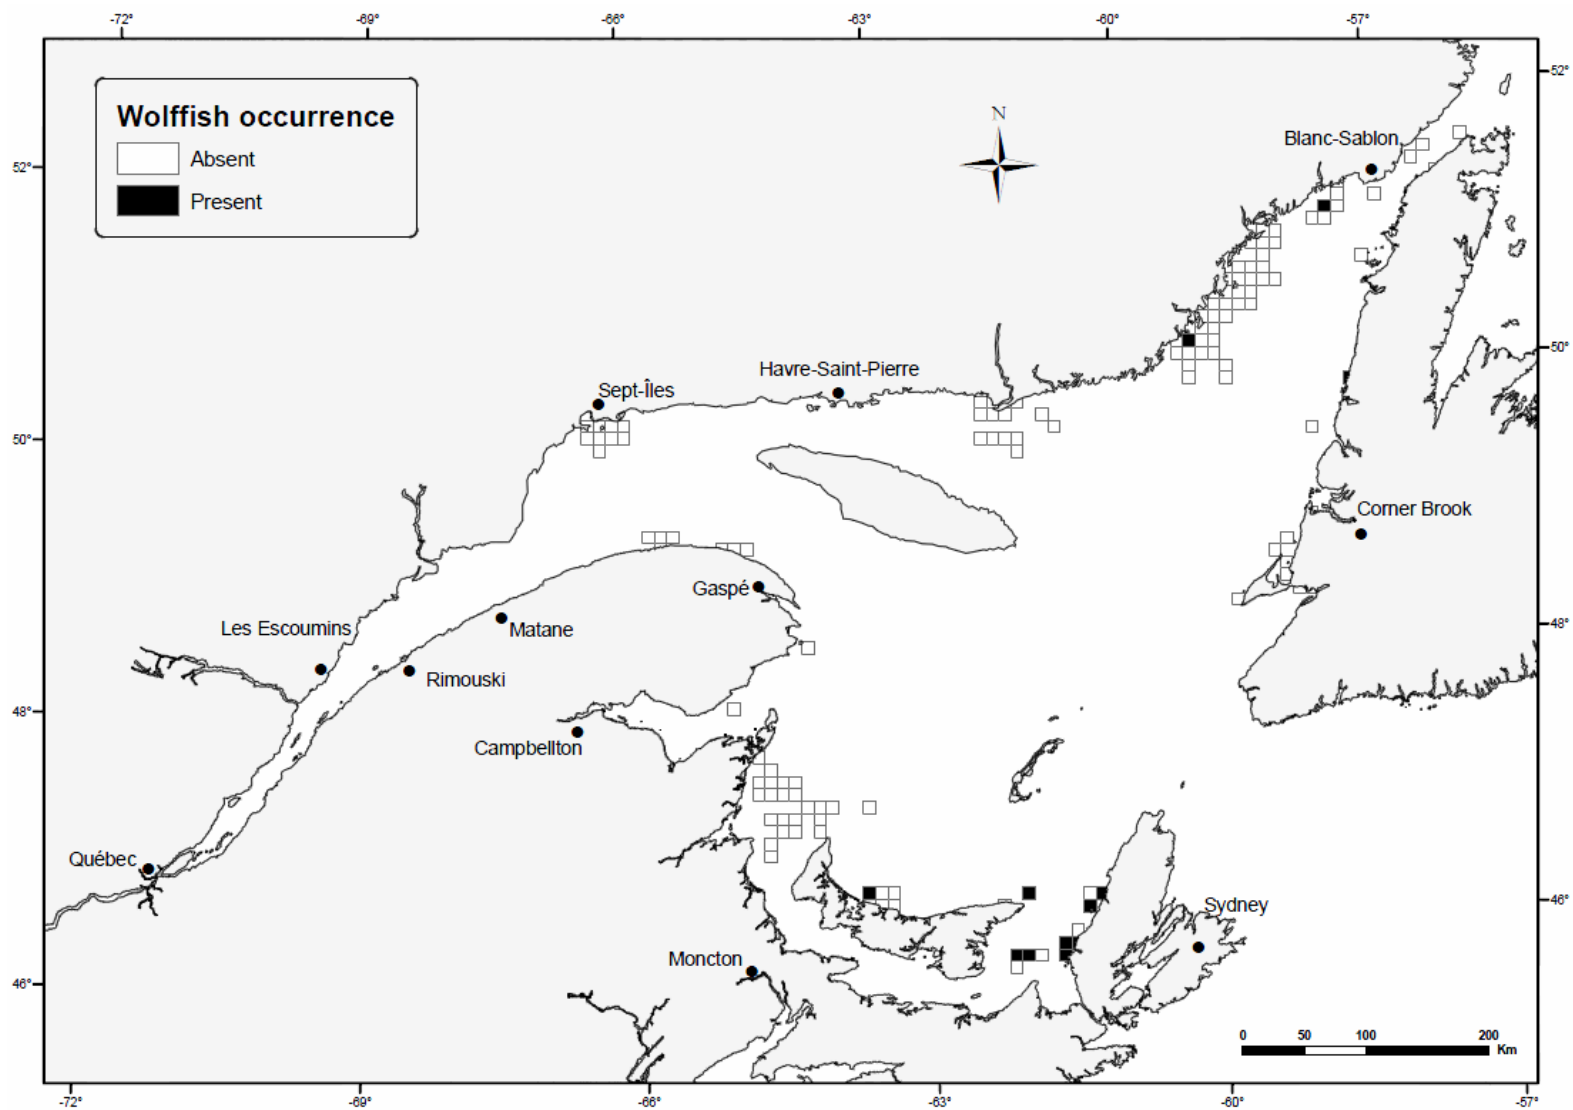 -72° -69° -66° -63° -60° -57°
Wolffish occurrence
Absent
Present
N
52°
Blanc-Sablon
52°
50°
Havre-Saint-Pierre
Sept-Îles
50°
Corner Brook
Gaspé
48°
Les Escoumins
Matane
Rimouski
48°
Campbellton
Québec
46°
Sydney
Moncton
46°
0 50 100 200
Km
-72° -69° -66° -63° -60° -57°